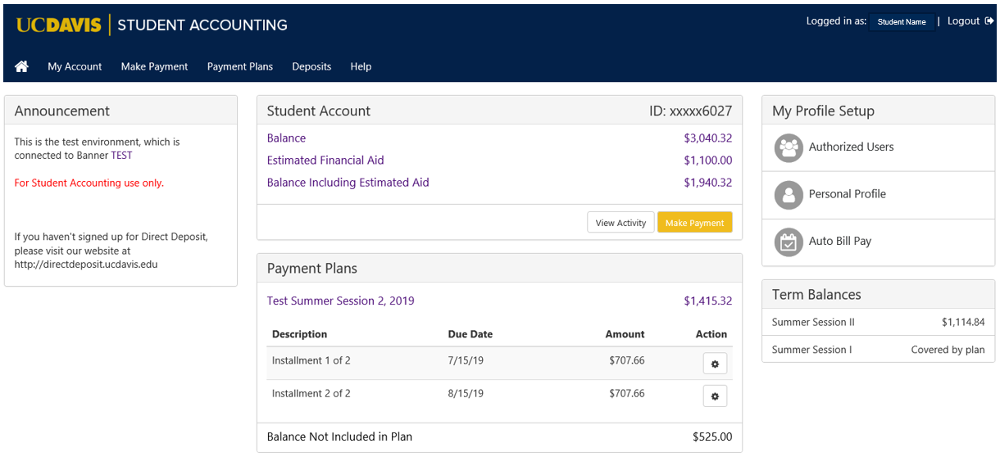 UCDAVIS | STUDENT ACCOUNTING
Logged in as: Student Name | Logout
My Account Make Payment Payment Plans Deposits Help
Announcement
This is the test environment, which is
connected to Banner TEST
For Student Accounting use only.
If you haven't signed up for Direct Deposit,
please visit our website at
http://directdeposit.ucdavis.edu
Student Account ID: xxxxx6027
Balance $3,040.32
Estimated Financial Aid $1,100.00
Balance Including Estimated Aid $1,940.32
View Activity Make Payment
Payment Plans
Test Summer Session 2, 2019 $1,415.32
Description Due Date Amount Action
Installment 1 of 2 7/15/19 $707.66
Installment 2 of 2 8/15/19 $707.66
Balance Not Included in Plan $525.00
My Profile Setup
Authorized Users
Personal Profile
Auto Bill Pay
Term Balances
Summer Session II $1,114.84
Summer Session I Covered by plan